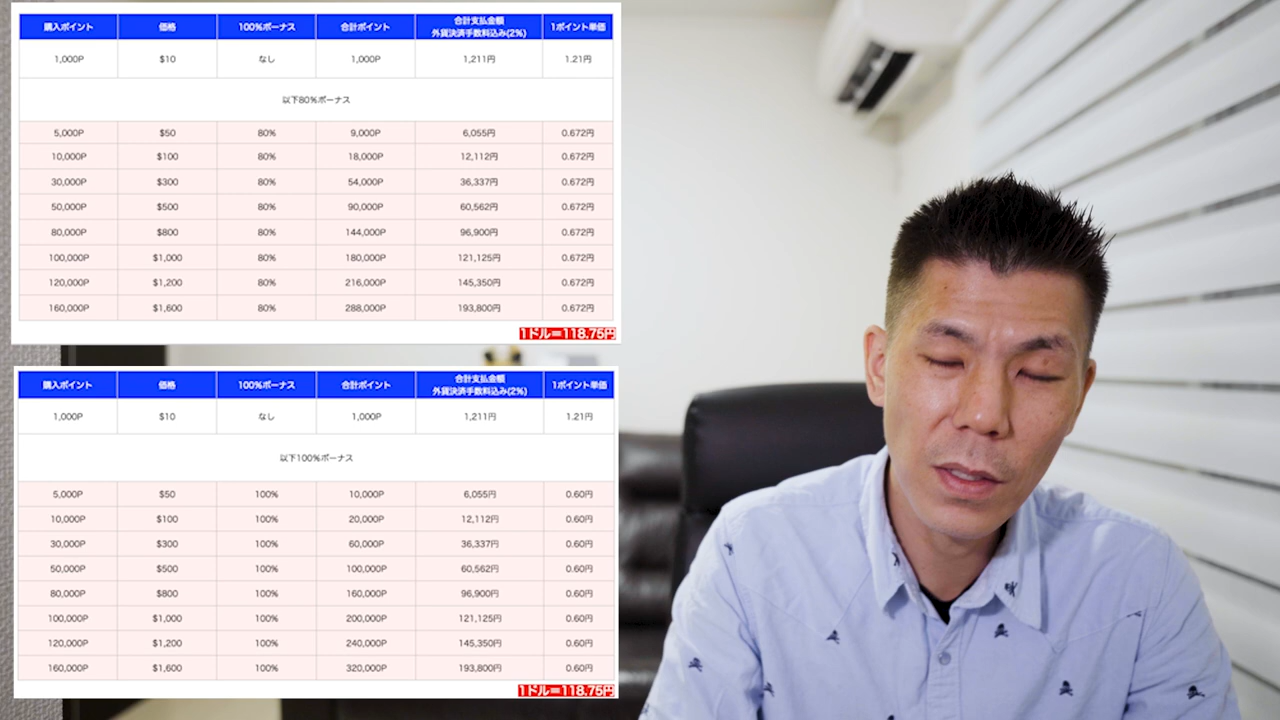 購入ポイント 価格 100%ボーナス 合計ポイント 合計支払金額 外貨決済手数料込み(2%) 1ポイント単価
1,000P $10 なし 1,000P 1,211円 1.21円
以下80%ボーナス
5,000P $50 80% 9,000P 6,055円 0.672円
10,000P $100 80% 18,000P 12,112円 0.672円
30,000P $300 80% 54,000P 36,337円 0.672円
50,000P $500 80% 90,000P 60,562円 0.672円
80,000P $800 80% 144,000P 96,900円 0.672円
100,000P $1,000 80% 180,000P 121,125円 0.672円
120,000P $1,200 80% 216,000P 145,350円 0.672円
160,000P $1,600 80% 288,000P 193,800円 0.672円
1ドル=118.75円
購入ポイント 価格 100%ボーナス 合計ポイント 合計支払金額 外貨決済手数料込み(2%) 1ポイント単価
1,000P $10 なし 1,000P 1,211円 1.21円
以下100%ボーナス
5,000P $50 100% 10,000P 6,055円 0.60円
10,000P $100 100% 20,000P 12,112円 0.60円
30,000P $300 100% 60,000P 36,337円 0.60円
50,000P $500 100% 100,000P 60,562円 0.60円
80,000P $800 100% 160,000P 96,900円 0.60円
100,000P $1,000 100% 200,000P 121,125円 0.60円
120,000P $1,200 100% 240,000P 145,350円 0.60円
160,000P $1,600 100% 320,000P 193,800円 0.60円
1ドル=118.75円